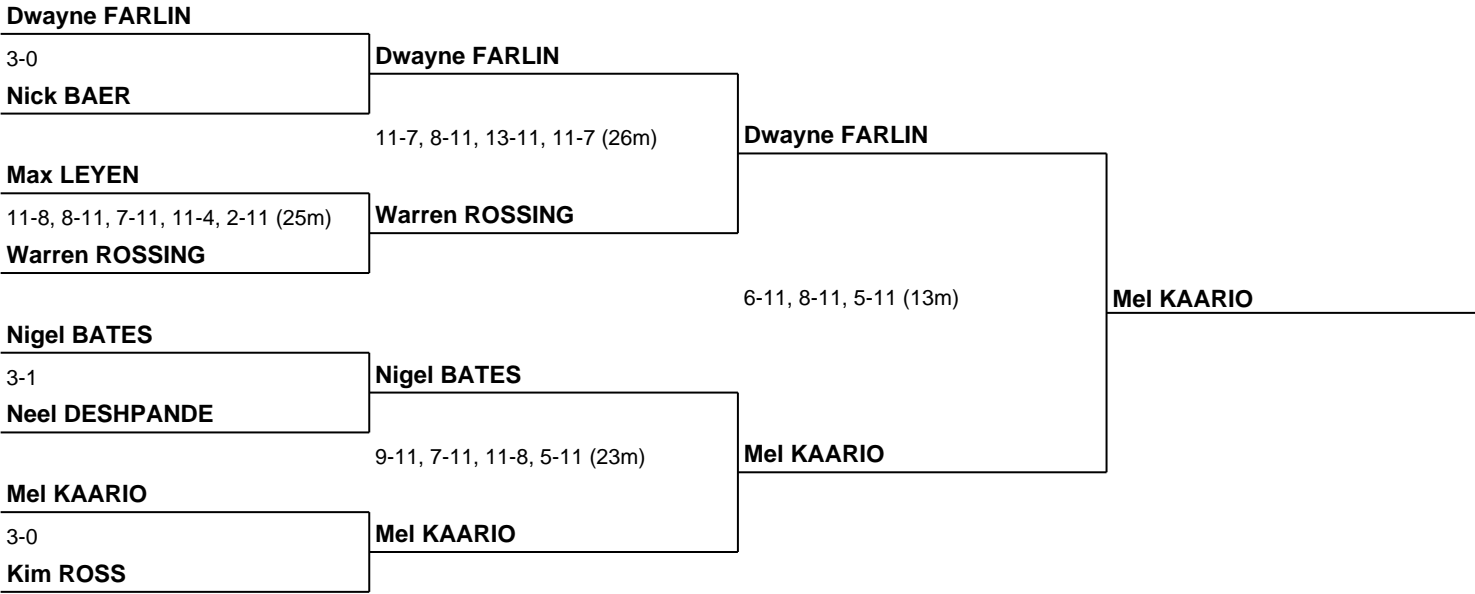 Dwayne FARLIN
3-0
Nick BAER
Max LEYEN
11-8, 8-11, 7-11, 11-4, 2-11 (25m)
Warren ROSSING
Nigel BATES
3-1
Neel DESHPANDE
Mel KAARIO
3-0
Kim ROSS
Dwayne FARLIN
11-7, 8-11, 13-11, 11-7 (26m)
Warren ROSSING
Nigel BATES
9-11, 7-11, 11-8, 5-11 (23m)
Mel KAARIO
Dwayne FARLIN
6-11, 8-11, 5-11 (13m)
Mel KAARIO
Mel KAARIO